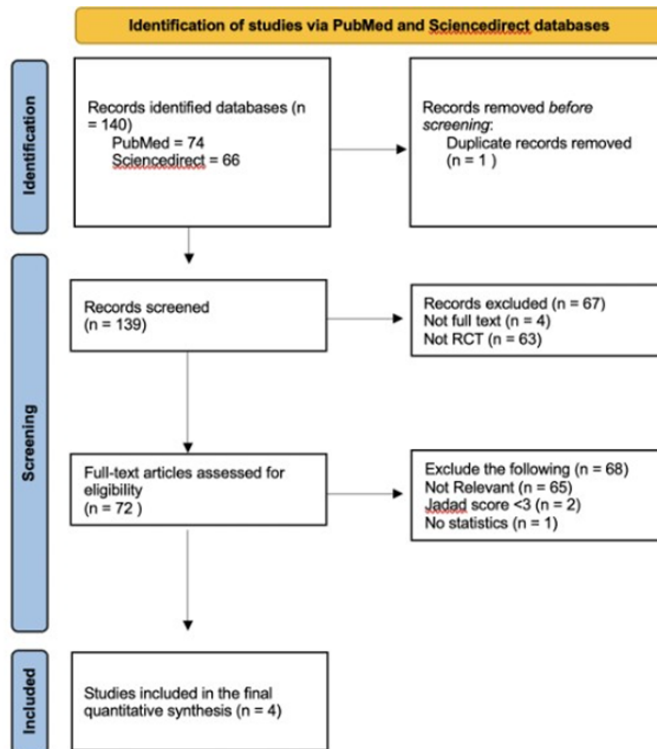 Identification of studies via PubMed and Sciencedirect databases
Identification
Records identified databases (n
= 140)
PubMed = 74
Sciencedirect = 66
Records removed before
screening:
Duplicate records removed
(n = 1 )
Screening
Records screened
(n = 139)
Records excluded (n = 67)
Not full text (n = 4)
Not RCT (n = 63)
Full-text articles assessed for
eligibility
(n = 72 )
Exclude the following (n = 68)
Not Relevant (n = 65)
Jadad score <3 (n = 2)
No statistics (n = 1)
Included
Studies included in the final
quantitative synthesis (n = 4)